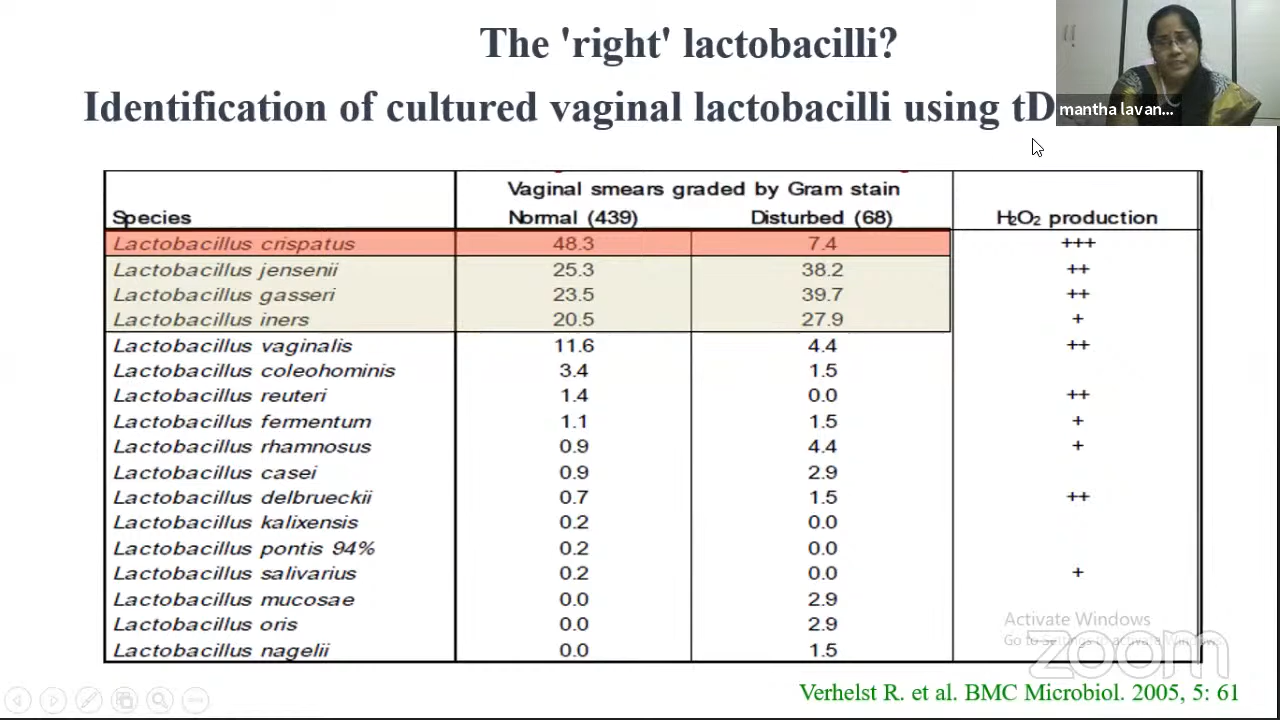 The 'right' lactobacilli?
Identification of cultured vaginal lactobacilli using tD
mantha lavan...
Vaginal smears graded by Gram stain
Species Normal (439) Disturbed (68) H₂O₂ production
Lactobacillus crispatus 48.3 7.4 +++
Lactobacillus jensenii 25.3 38.2 ++
Lactobacillus gasseri 23.5 39.7 ++
Lactobacillus iners 20.5 27.9 +
Lactobacillus vaginalis 11.6 4.4 ++
Lactobacillus coleohominis 3.4 1.5
Lactobacillus reuteri 1.4 0.0 ++
Lactobacillus fermentum 1.1 1.5 +
Lactobacillus rhamnosus 0.9 4.4 +
Lactobacillus casei 0.9 2.9
Lactobacillus delbrueckii 0.7 1.5 ++
Lactobacillus kalixensis 0.2 0.0
Lactobacillus pontis 94% 0.2 0.0
Lactobacillus salivarius 0.2 0.0 +
Lactobacillus mucosae 0.0 2.9
Lactobacillus oris 0.0 2.9
Lactobacillus nagelii 0.0 1.5
Activate Windows
Go to Settings to activate Windows.
zoom
Verhelst R. et al. BMC Microbiol. 2005, 5: 61